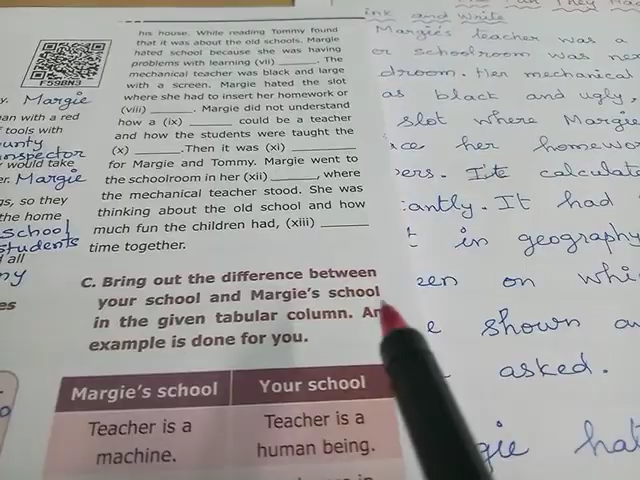 his house. While reading Tommy found
that it was about the old schools. Margie
hated school because she was having
problems with learning (vii) ______. The
mechanical teacher was black and large
with a screen. Margie hated the slot
where she had to insert her homework or
(viii) ______. Margie did not understand
how a (ix) ______ could be a teacher
and how the students were taught the
(x) ______.Then it was (xi) ______
for Margie and Tommy. Margie went to
the schoolroom in her (xii) ______, where
the mechanical teacher stood. She was
thinking about the old school and how
much fun the children had, (xiii) ______
time together.
C. Bring out the difference between
your school and Margie's school
in the given tabular column. An
example is done for you.
Margie's school
Your school
Teacher is a
machine.
Teacher is a
human being.
F59BN3
y. Margie
an with a red
tools with
unty
inspector
would take
er. Margie
gs, so they
the home
school
students
all
ny
es
ink and write
Margie's teacher was a
er schoolroom was nex
droom. Her mechanical
as black and ugly,
slot where Margie
ce her homewo
pers. It calculate
antly. It had
t in geography
een on whi
e shown a
asked.
gie hat